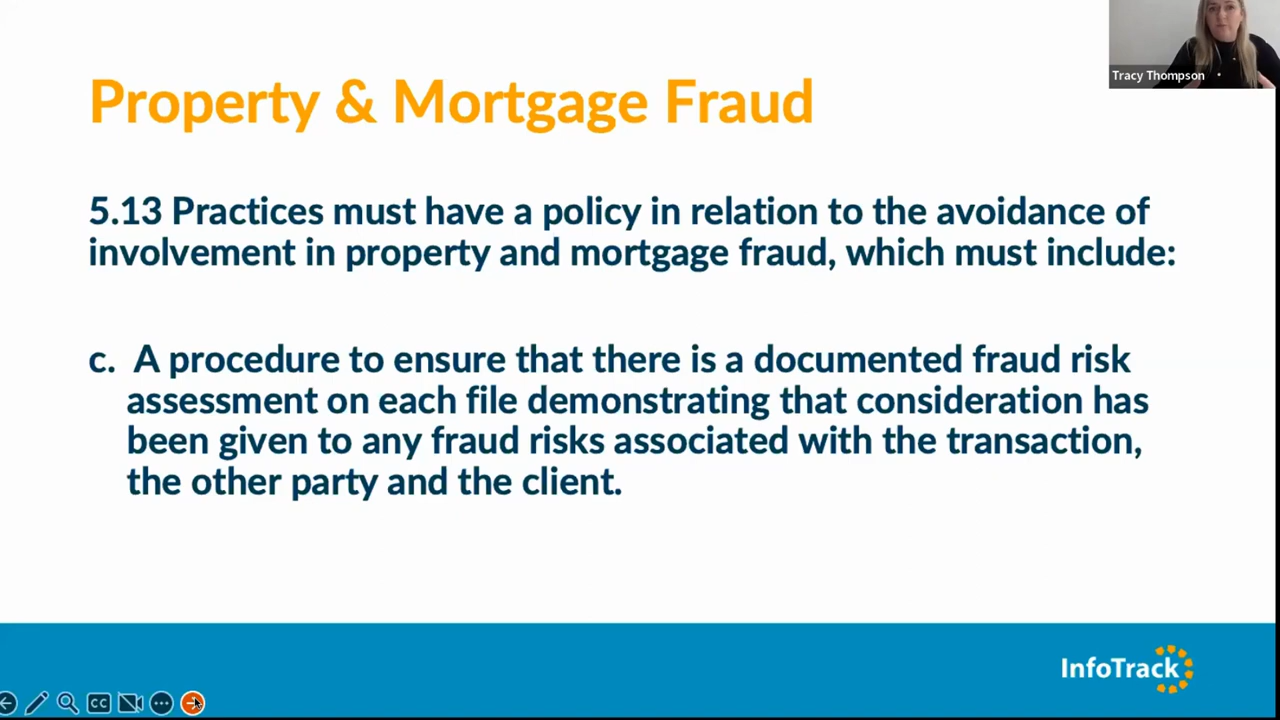 Tracy Thompson
Property & Mortgage Fraud
5.13 Practices must have a policy in relation to the avoidance of
involvement in property and mortgage fraud, which must include:
c. A procedure to ensure that there is a documented fraud risk
assessment on each file demonstrating that consideration has
been given to any fraud risks associated with the transaction,
the other party and the client.
InfoTrack
CC